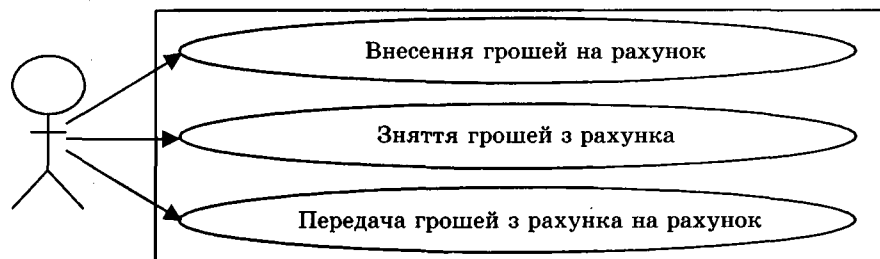 Внесення грошей на рахунок
Зняття грошей з рахунка
Передача грошей з рахунка на рахунок